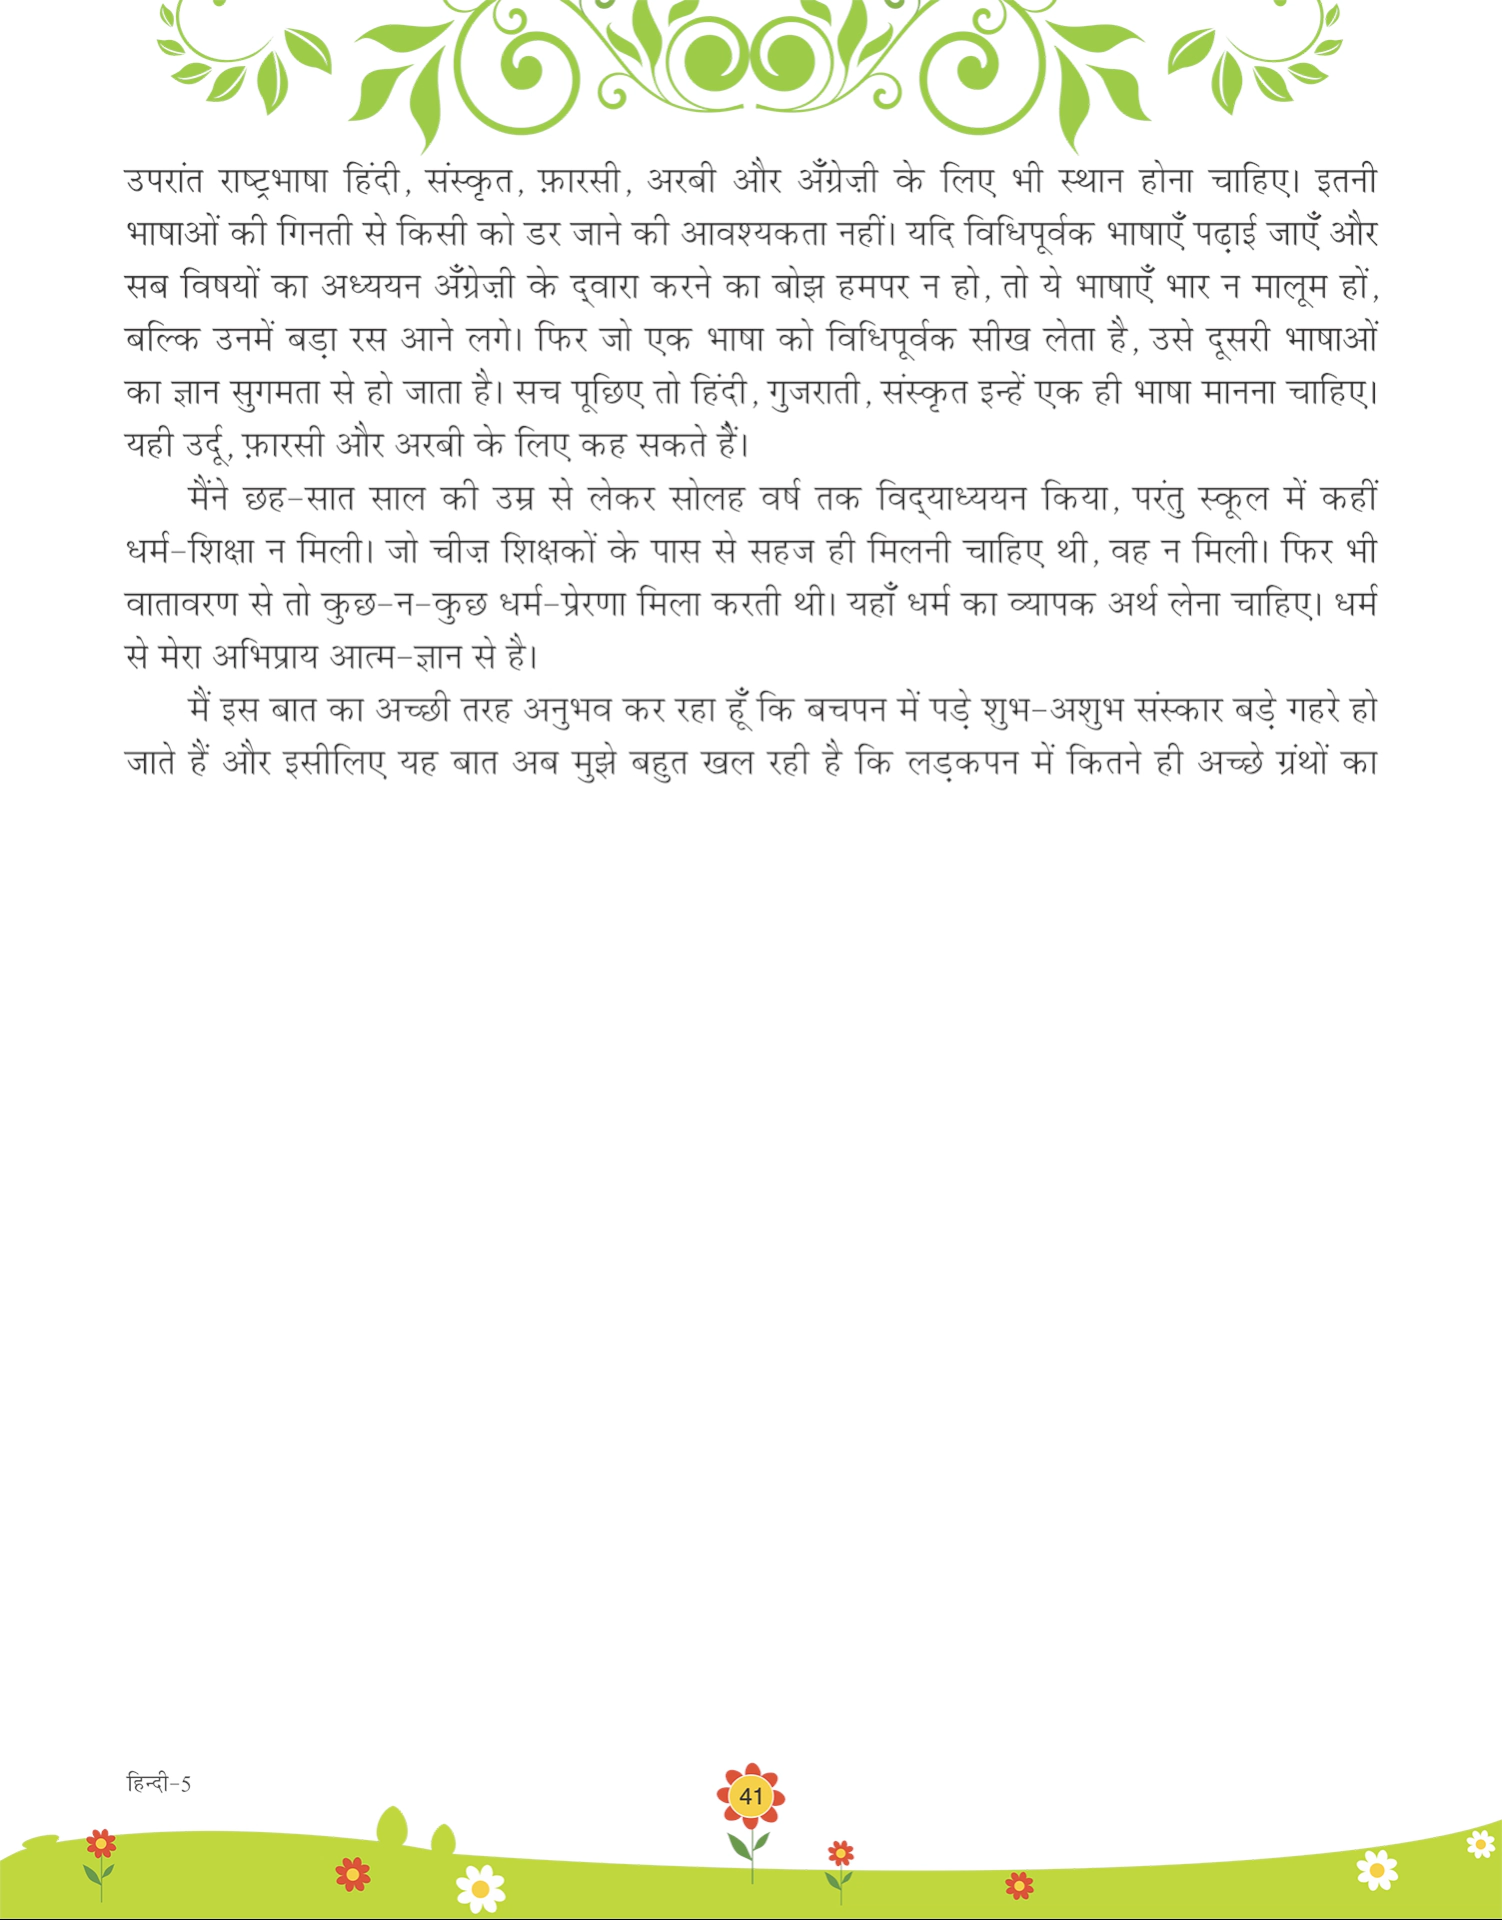 उपरांत राष्ट्रभाषा हिंदी, संस्कृत, फ़ारसी, अरबी और अँग्रेज़ी के लिए भी स्थान होना चाहिए। इतनी
भाषाओं की गिनती से किसी को डर जाने की आवश्यकता नहीं। यदि विधिपूर्वक भाषाएँ पढ़ाई जाएँ और
सब विषयों का अध्ययन अँग्रेज़ी के द्‌वारा करने का बोझ हमपर न हो, तो ये भाषाएँ भार न मालूम हों,
बल्कि उनमें बड़ा रस आने लगे। फिर जो एक भाषा को विधिपूर्वक सीख लेता है, उसे दूसरी भाषाओं
का ज्ञान सुगमता से हो जाता है। सच पूछिए तो हिंदी, गुजराती, संस्कृत इन्हें एक ही भाषा मानना चाहिए।
यही उर्दू, फ़ारसी और अरबी के लिए कह सकते हैं।
मैंने छह-सात साल की उम्र से लेकर सोलह वर्ष तक विद्‌याध्ययन किया, परंतु स्कूल में कहीं
धर्म-शिक्षा न मिली। जो चीज़ शिक्षकों के पास से सहज ही मिलनी चाहिए थी, वह न मिली। फिर भी
वातावरण से तो कुछ-न-कुछ धर्म-प्रेरणा मिला करती थी। यहाँ धर्म का व्यापक अर्थ लेना चाहिए। धर्म
से मेरा अभिप्राय आत्म-ज्ञान से है।
मैं इस बात का अच्छी तरह अनुभव कर रहा हूँ कि बचपन में पड़े शुभ-अशुभ संस्कार बड़े गहरे हो
जाते हैं और इसीलिए यह बात अब मुझे बहुत खल रही है कि लड़कपन में कितने ही अच्छे ग्रंथों का
हिन्दी-5
41